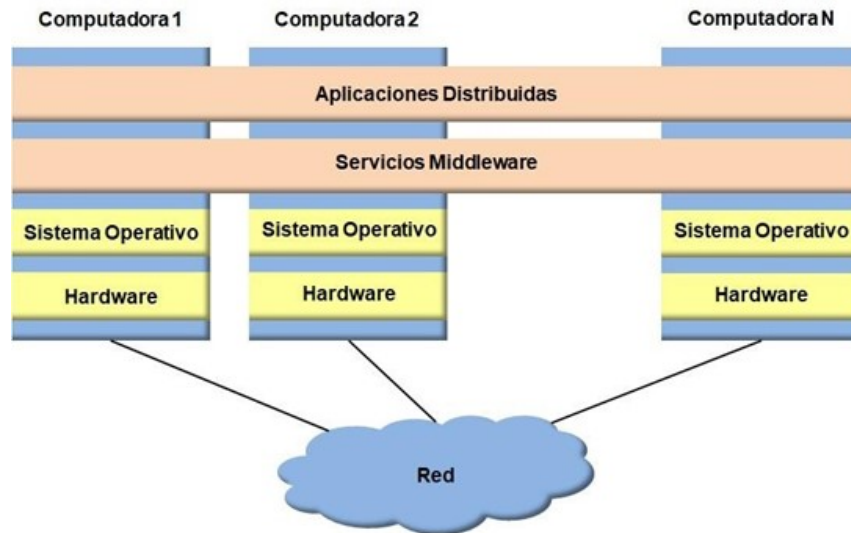 Computadora 1
Computadora 2
Computadora N
Aplicaciones Distribuidas
Servicios Middleware
Sistema Operativo
Sistema Operativo
Sistema Operativo
Hardware
Hardware
Hardware
Red